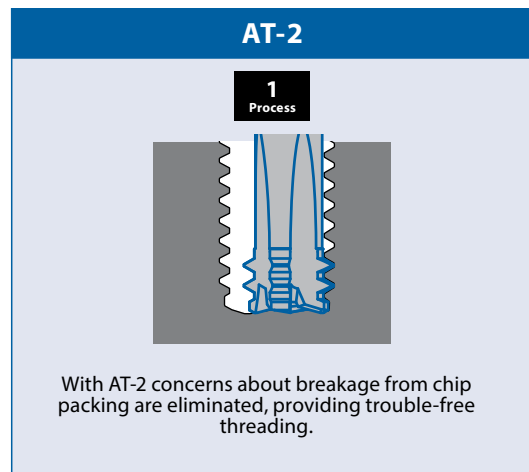 AT-2
1
Process
With AT-2 concerns about breakage from chip
packing are eliminated, providing trouble-free
threading.